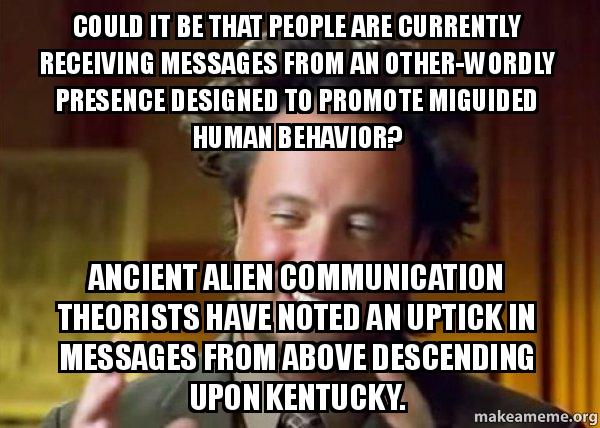 COULD IT BE THAT PEOPLE ARE CURRENTLY
RECEIVING MESSAGES FROM AN OTHER-WORDLY
PRESENCE DESIGNED TO PROMOTE MIGUIDED
HUMAN BEHAVIOR?
ANCIENT ALIEN COMMUNICATION
THEORISTS HAVE NOTED AN UPTICK IN
MESSAGES FROM ABOVE DESCENDING
UPON KENTUCKY.
makeameme.org